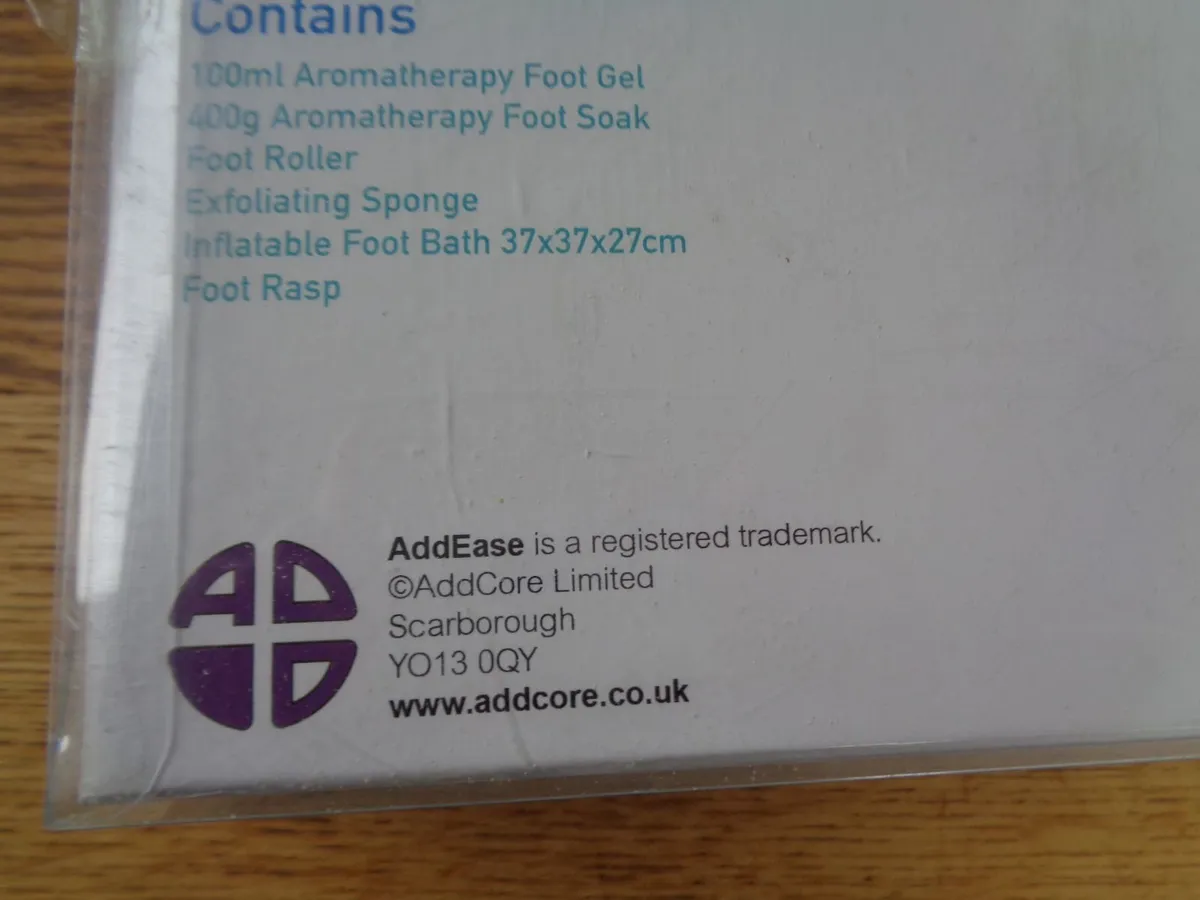 Contains
100ml Aromatherapy Foot Gel
400g Aromatherapy Foot Soak
Foot Roller
Exfoliating Sponge
Inflatable Foot Bath 37x37x27cm
Foot Rasp
ADD
AddEase is a registered trademark.
©AddCore Limited
Scarborough
YO13 0QY
www.addcore.co.uk